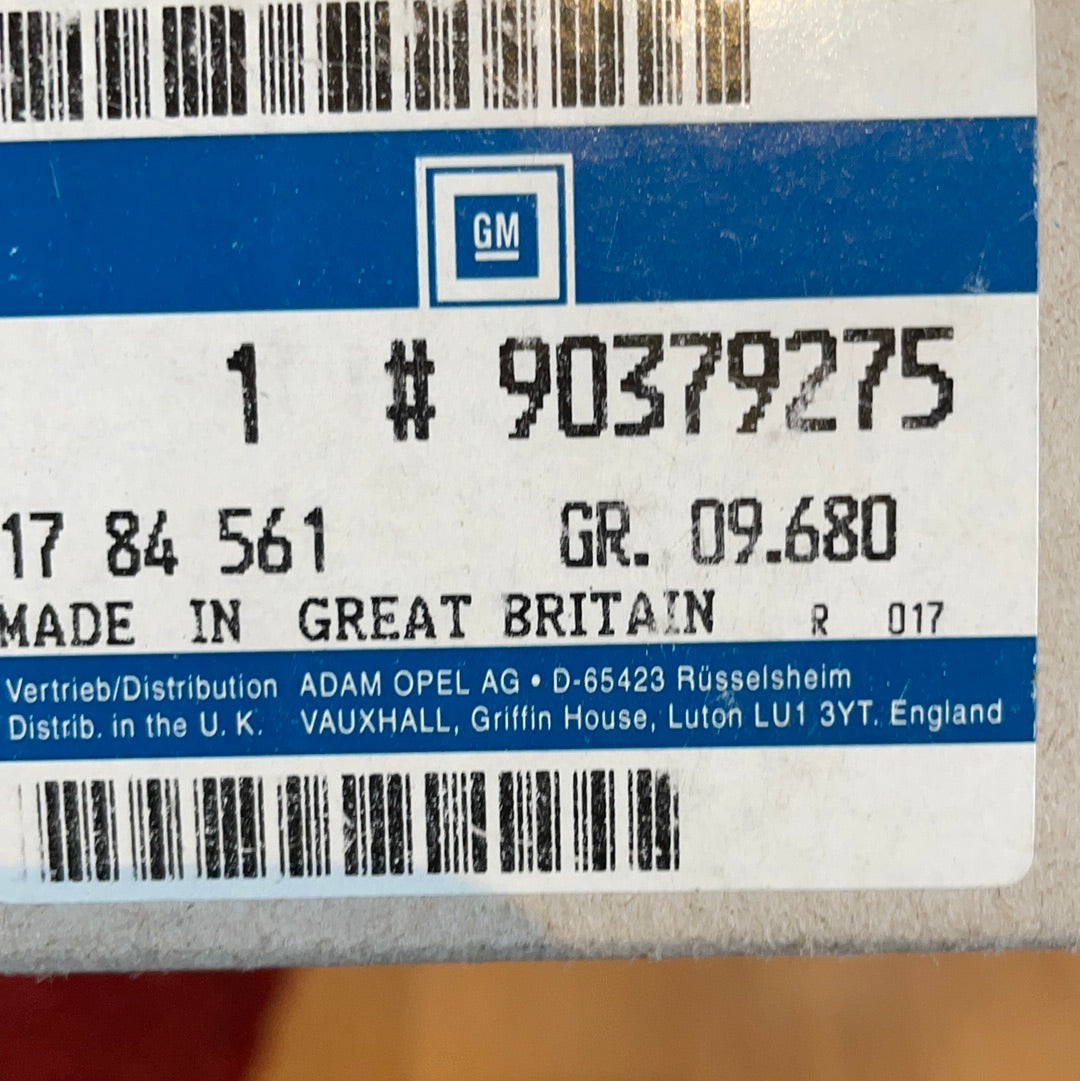 GM
1 # 90379275
17 84 561 GR. 09.680
MADE IN GREAT BRITAIN R 017
Vertrieb/Distribution ADAM OPEL AG • D-65423 Rüsselsheim
Distrib. in the U. K. VAUXHALL, Griffin House, Luton LU1 3YT. England